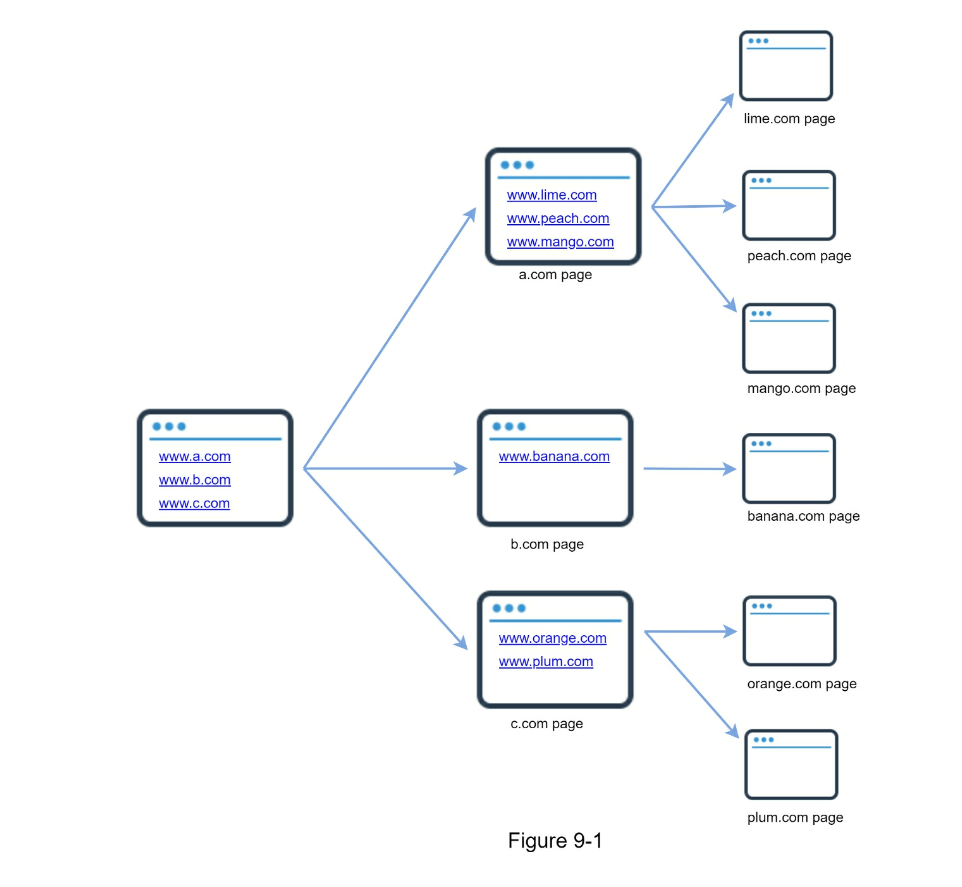 lime.com page
www.lime.com
www.peach.com
www.mango.com
a.com page
peach.com page
mango.com page
www.a.com
www.b.com
www.c.com
www.banana.com
b.com page
banana.com page
www.orange.com
www.plum.com
c.com page
orange.com page
plum.com page
Figure 9-1